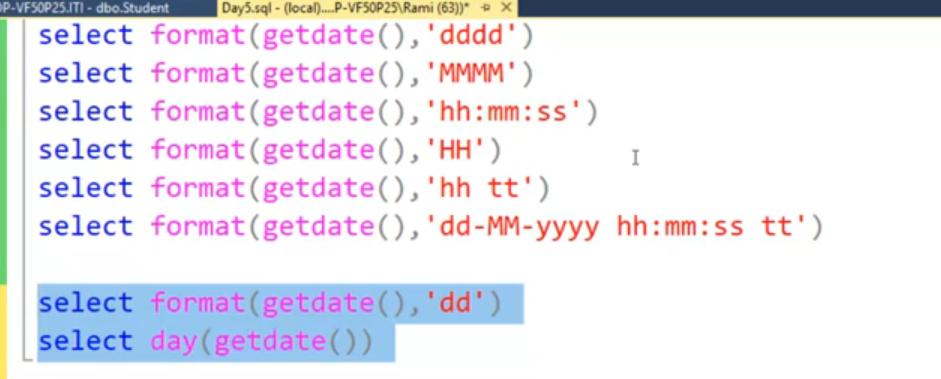 0P-VF50P25.ITI - dbo.Student
Day5.sql - (local)....P-VF50P25\Rami (63))*
select format(getdate(),'dddd')
select format(getdate(),'MMMM')
select format(getdate(),'hh:mm:ss')
select format(getdate(),'HH')
select format(getdate(),'hh tt')
select format(getdate(),'dd-MM-yyyy hh:mm:ss tt')
select format(getdate(),'dd')
select day(getdate())